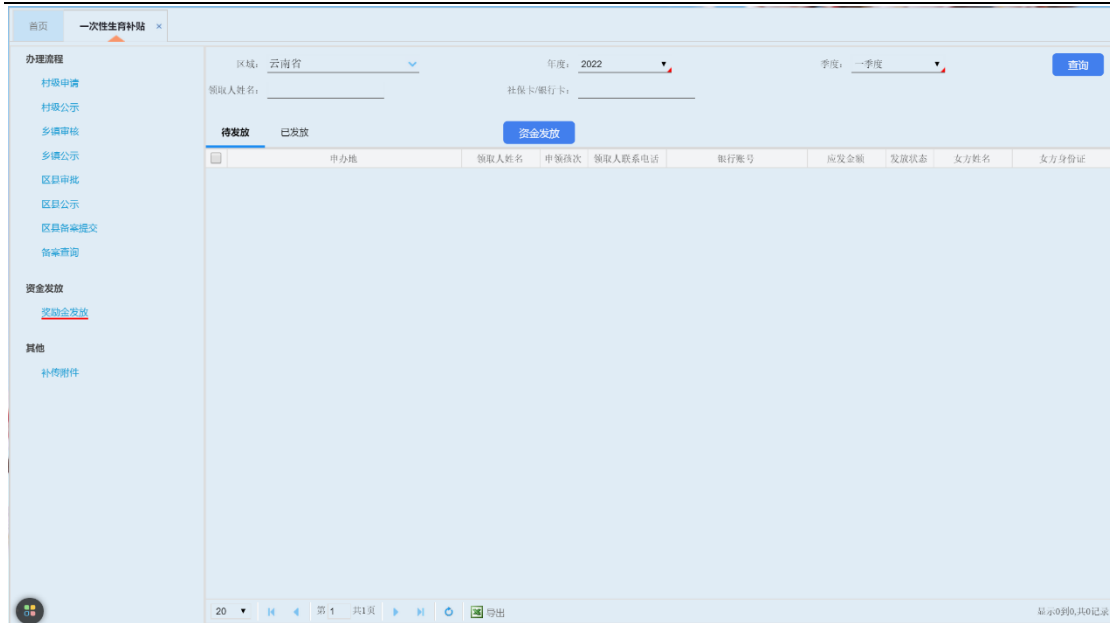 首页 一次性生育补贴 ×
办理流程
村级申请
村级公示
乡镇审核
乡镇公示
区县审批
区县公示
区县备案提交
备案查询
资金发放
奖励金发放
其他
补传附件
区域: 云南省 年度: 2022 季度: 一季度 查询
领取人姓名: 社保卡/银行卡:
待发放 已发放 资金发放
申办地 领取人姓名 申领孩次 领取人联系电话 银行账号 应发金额 发放状态 女方姓名 女方身份证
20 第 1 共1页 导出 显示0到0,共0记录